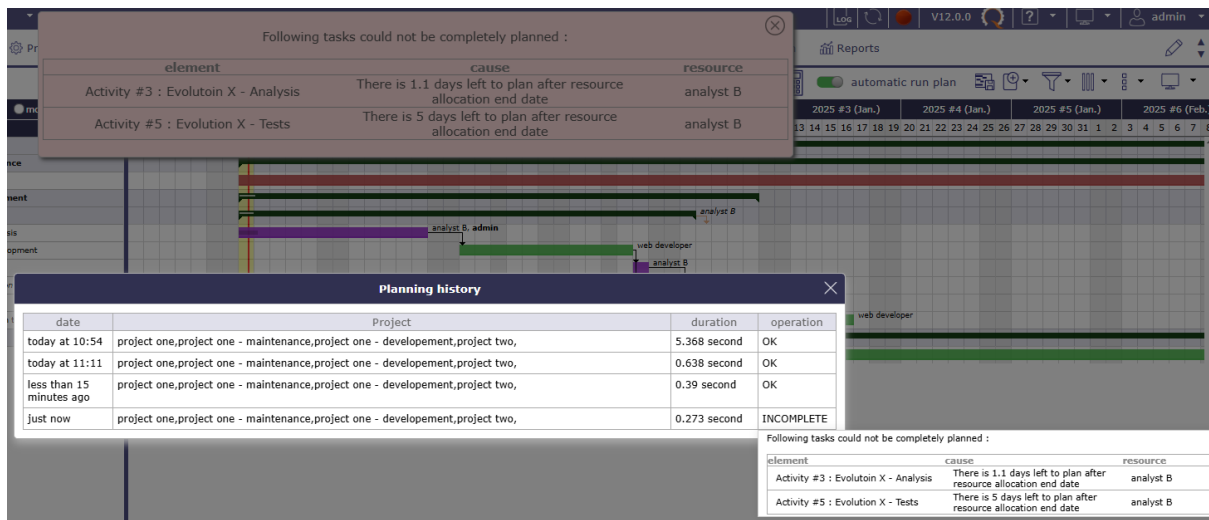 LOG
V12.0.0
?
admin
Following tasks could not be completely planned :
Pr
Reports
element cause resource
Activity #3 : Evolutoin X - Analysis There is 1.1 days left to plan after resource allocation end date analyst B
Activity #5 : Evolution X - Tests There is 5 days left to plan after resource allocation end date analyst B
automatic run plan
mo
2025 #3 (Jan.) 2025 #4 (Jan.) 2025 #5 (Jan.) 2025 #6 (Feb.)
13 14 15 16 17 18 19 20 21 22 23 24 25 26 27 28 29 30 31 1 2 3 4 5 6 7 8
nce
ment
analyst B
sis
analyst B, admin
opment
web developer
analyst B
Planning history
date Project duration operation
today at 10:54 project one,project one - maintenance,project one - developement,project two, 5.368 second OK
today at 11:11 project one,project one - maintenance,project one - developement,project two, 0.638 second OK
less than 15 minutes ago project one,project one - maintenance,project one - developement,project two, 0.39 second OK
just now project one,project one - maintenance,project one - developement,project two, 0.273 second INCOMPLETE
web developer
Following tasks could not be completely planned :
element cause resource
Activity #3 : Evolutoin X - Analysis There is 1.1 days left to plan after resource allocation end date analyst B
Activity #5 : Evolution X - Tests There is 5 days left to plan after resource allocation end date analyst B